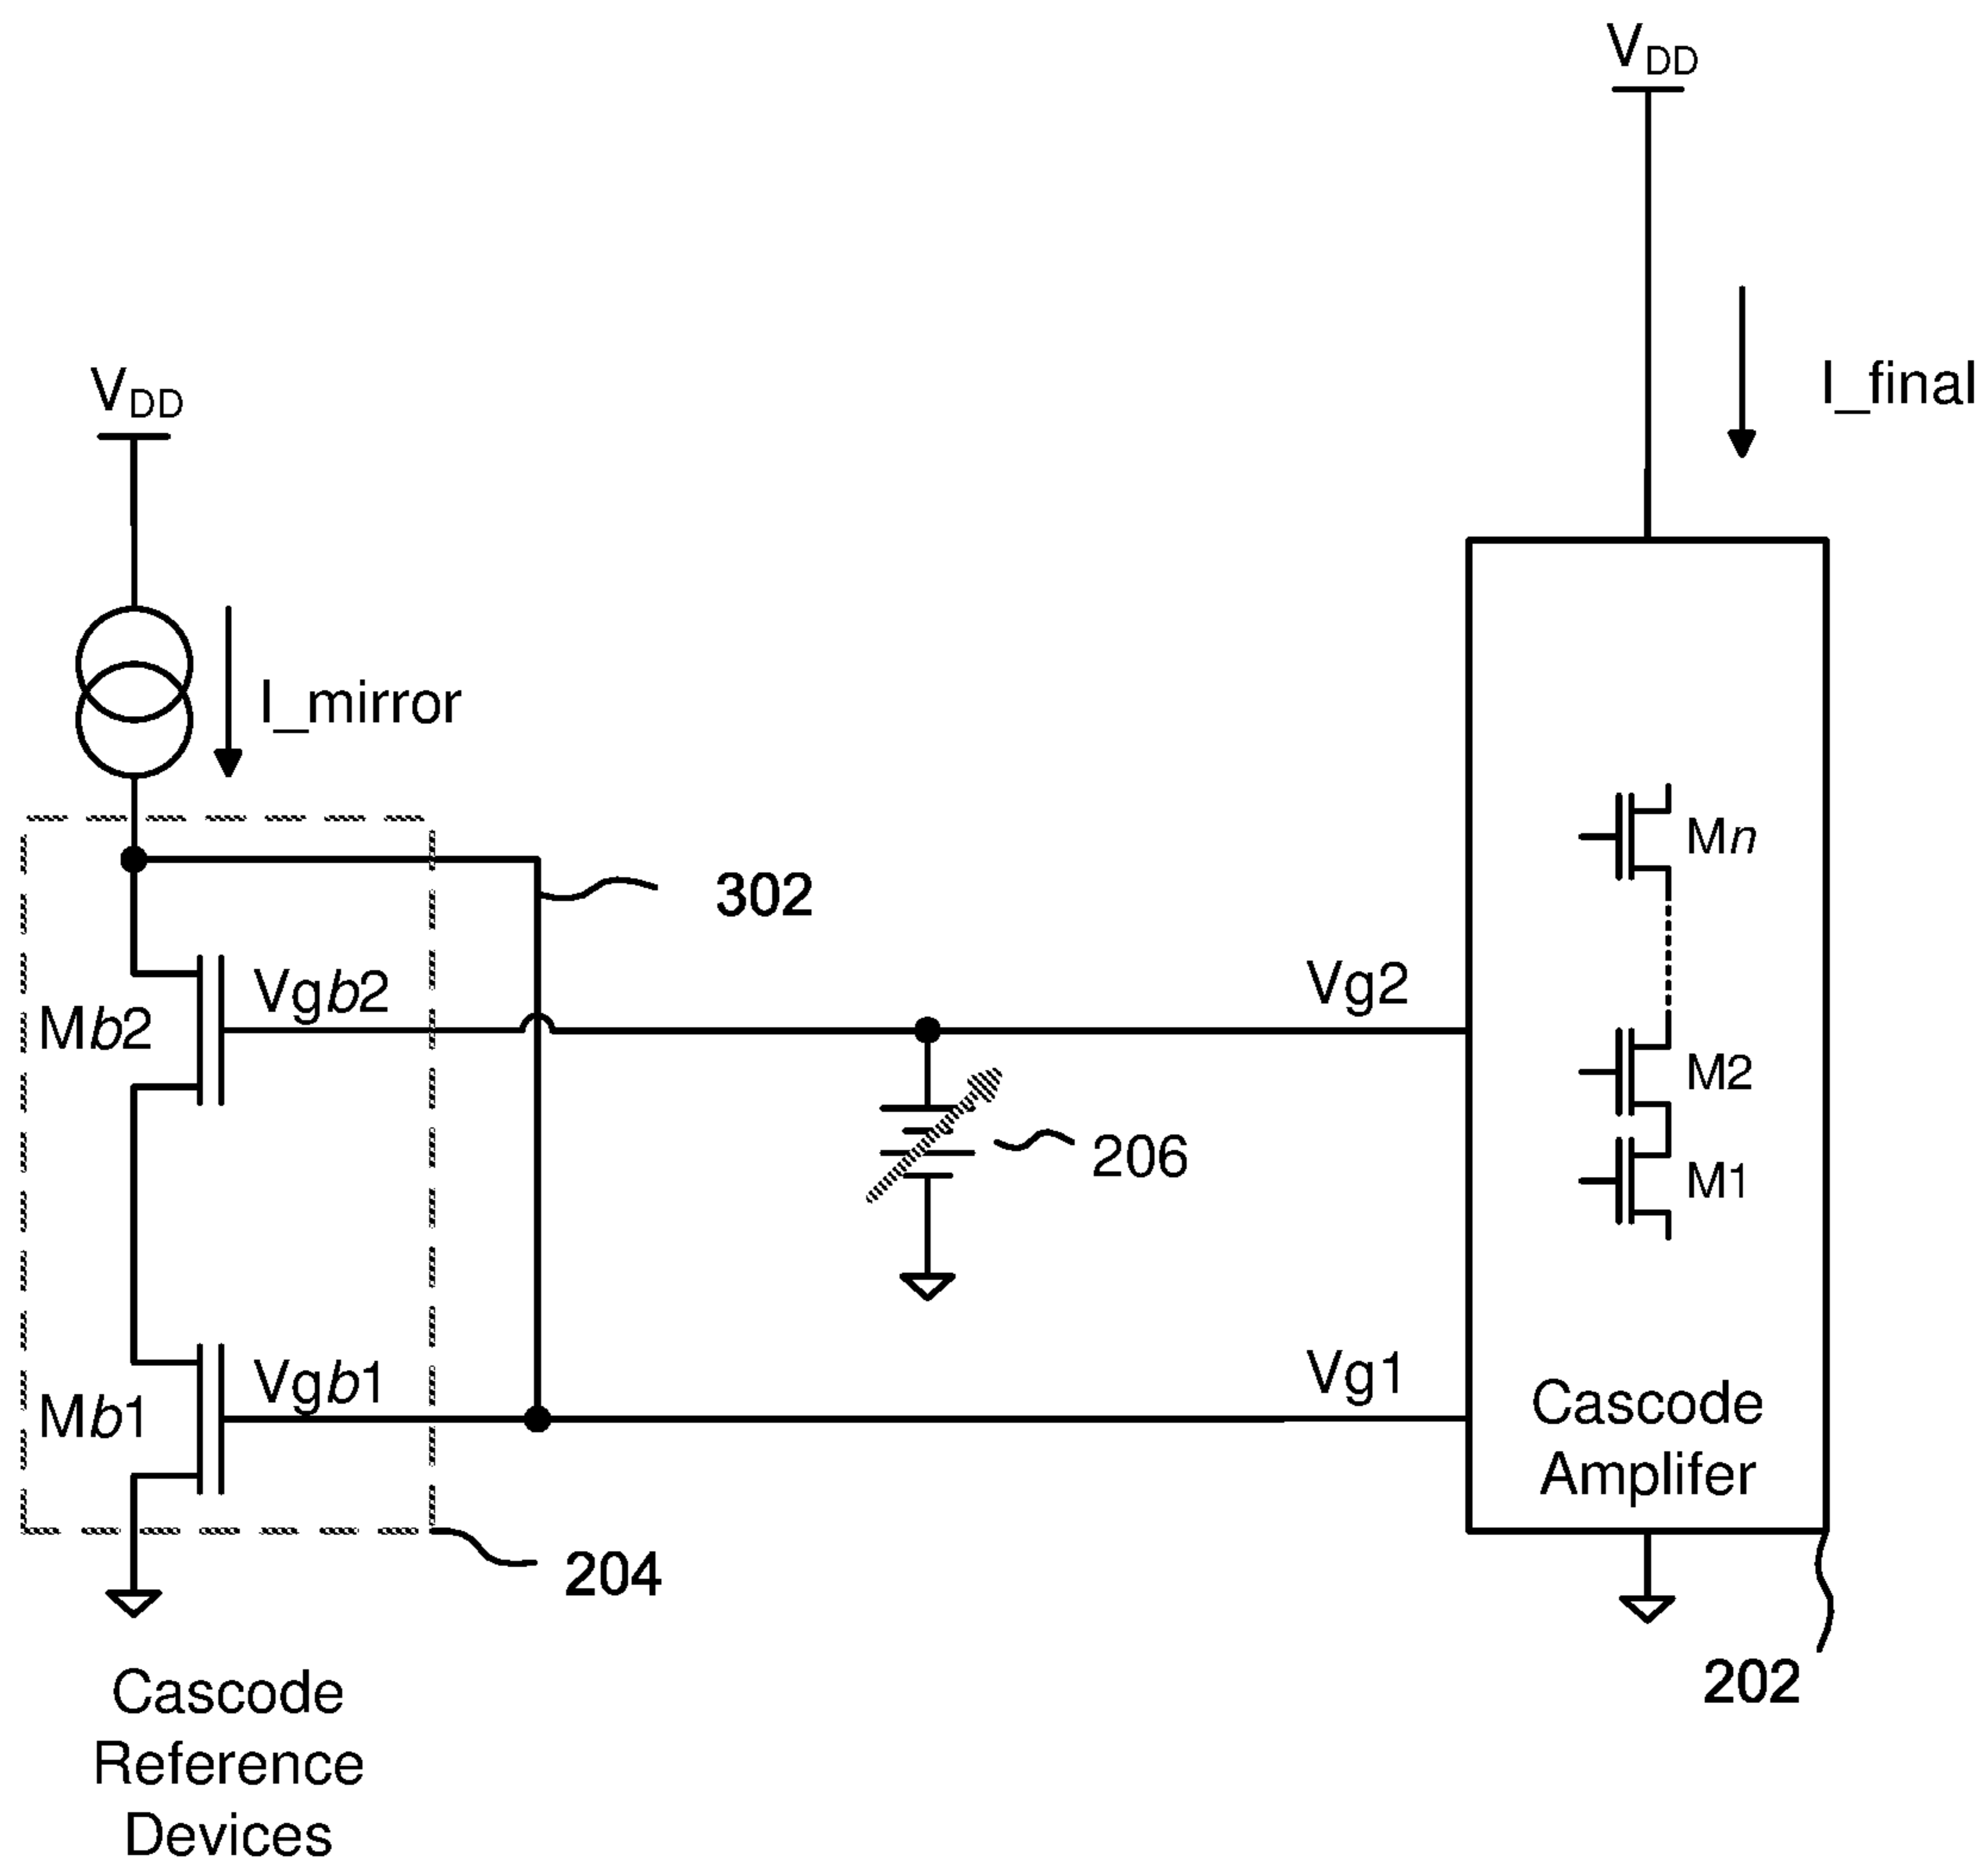 VDD
I_final
VDD
I_mirror
302
Mn
Vgb2
Vg2
Mb2
M2
206
M1
Vgb1
Vg1
Mb1
Cascode
Amplifer
204
202
Cascode
Reference
Devices